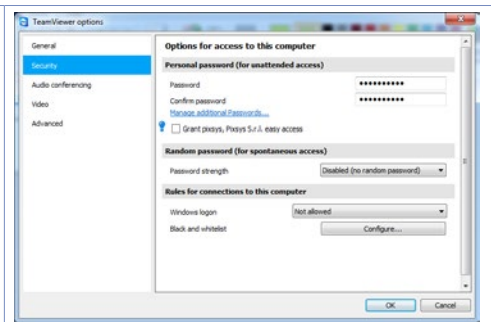 TeamViewer options
General
Security
Audio conferencing
Video
Advanced
Options for access to this computer
Personal password (for unattended access)
Password ••••••••••
Confirm password ••••••••••
Manage additional Passwords...
Grant pixsys, Pixsys S.r.l. easy access
Random password (for spontaneous access)
Password strength Disabled (no random password)
Rules for connections to this computer
Windows logon Not allowed
Black and whitelist Configure...
OK Cancel